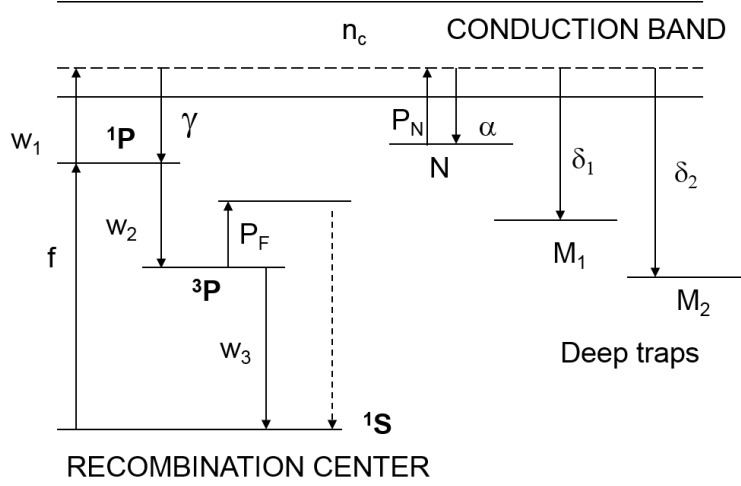 n_c CONDUCTION BAND
w_1 ¹P γ P_N α
N δ_1 δ_2
f w_2 P_F
³P M_1 M_2
w_3 Deep traps
¹S
RECOMBINATION CENTER